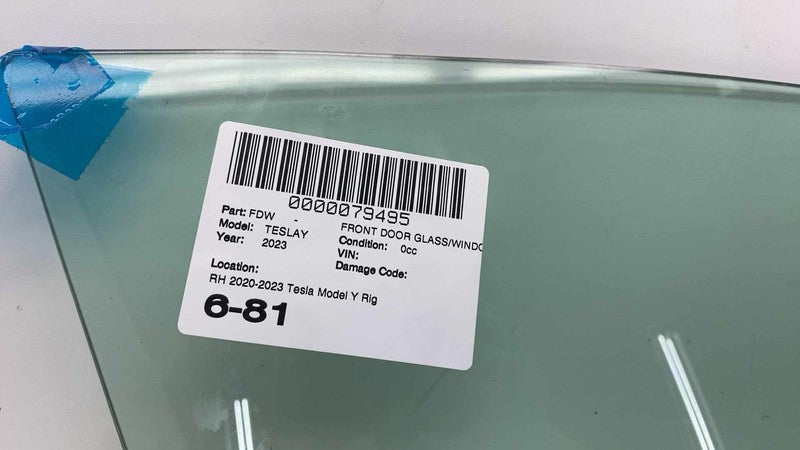 0000079495
Part: FDW - FRONT DOOR GLASS/WINDO
Model: TESLAY Condition: 0cc
Year: 2023 VIN:
Damage Code:
Location:
RH 2020-2023 Tesla Model Y Rig
6-81